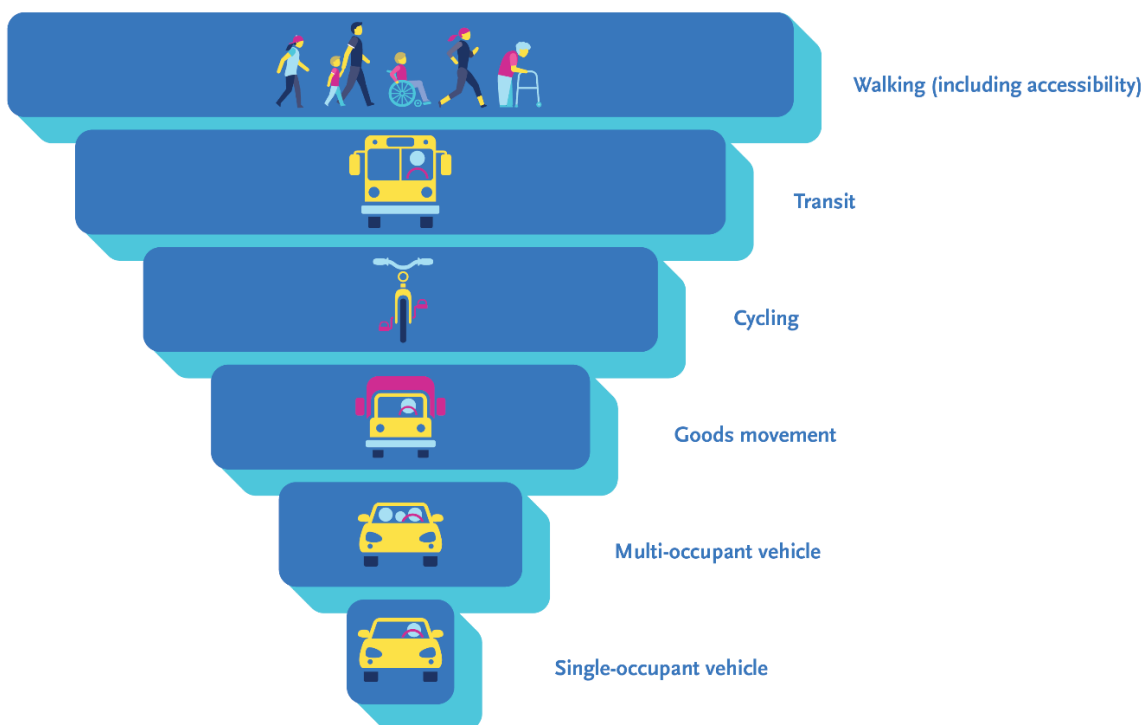 Walking (including accessibility)
Transit
Cycling
Goods movement
Multi-occupant vehicle
Single-occupant vehicle